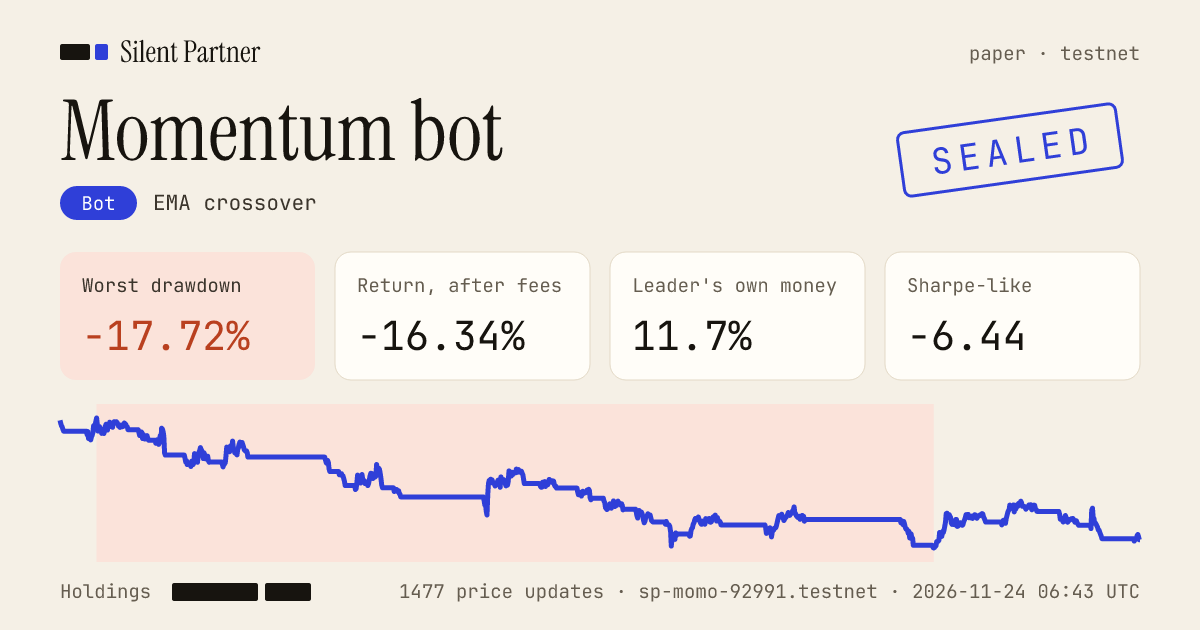 Silent Partner
paper · testnet
Momentum bot
SEALED
Bot EMA crossover
Worst drawdown
-17.72%
Return, after fees
-16.34%
Leader's own money
11.7%
Sharpe-like
-6.44
Holdings
1477 price updates · sp-momo-92991.testnet · 2026-11-24 06:43 UTC